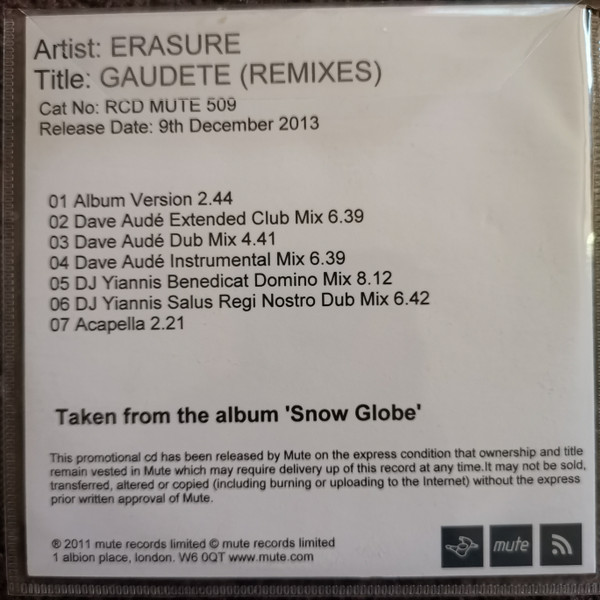 Artist: ERASURE
Title: GAUDETE (REMIXES)
Cat No: RCD MUTE 509
Release Date: 9th December 2013
01 Album Version 2.44
02 Dave Audé Extended Club Mix 6.39
03 Dave Audé Dub Mix 4.41
04 Dave Audé Instrumental Mix 6.39
05 DJ Yiannis Benedicat Domino Mix 8.12
06 DJ Yiannis Salus Regi Nostro Dub Mix 6.42
07 Acapella 2.21
Taken from the album 'Snow Globe'
This promotional cd has been released by Mute on the express condition that ownership and title
remain vested in Mute which may require delivery up of this record at any time.It may not be sold,
transferred, altered or copied (including burning or uploading to the Internet) without the express
prior written approval of Mute.
® 2011 mute records limited © mute records limited
1 albion place, london. W6 0QT www.mute.com
mute